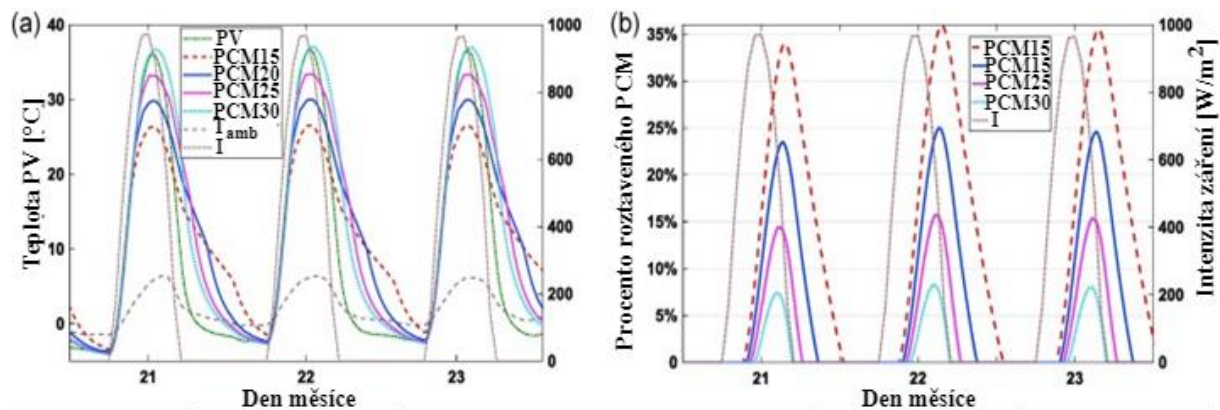 (a)
Teplota PV [°C]
40
30
20
10
0
1000
800
600
400
200
0
PV
PCM15
PCM20
PCM25
PCM30
I amb
I
21
22
23
Den měsíce
(b)
Procento roztaveného PCM
35%
30%
25%
20%
15%
10%
5%
0
1000
800
600
400
200
0
Intenzita záření [W/m²]
PCM15
PCM15
PCM25
PCM30
I
21
22
23
Den měsíce